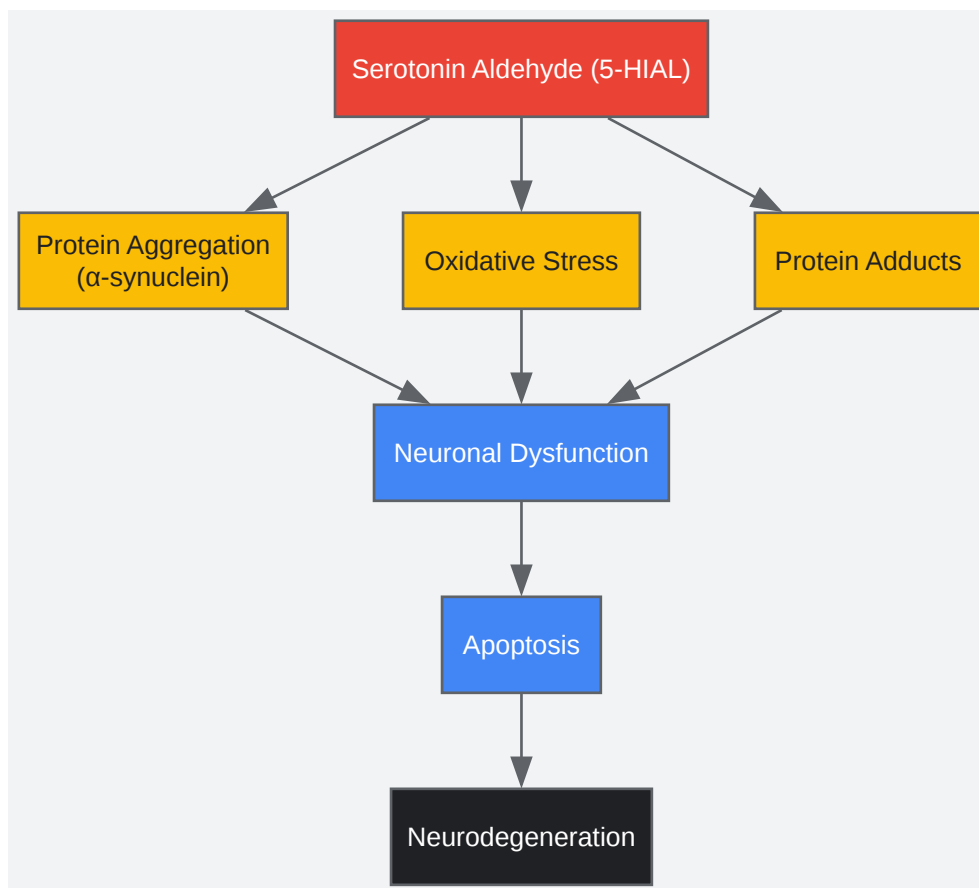 Serotonin Aldehyde (5-HIAL)
Protein Aggregation
(α-synuclein)
Oxidative Stress
Protein Adducts
Neuronal Dysfunction
Apoptosis
Neurodegeneration